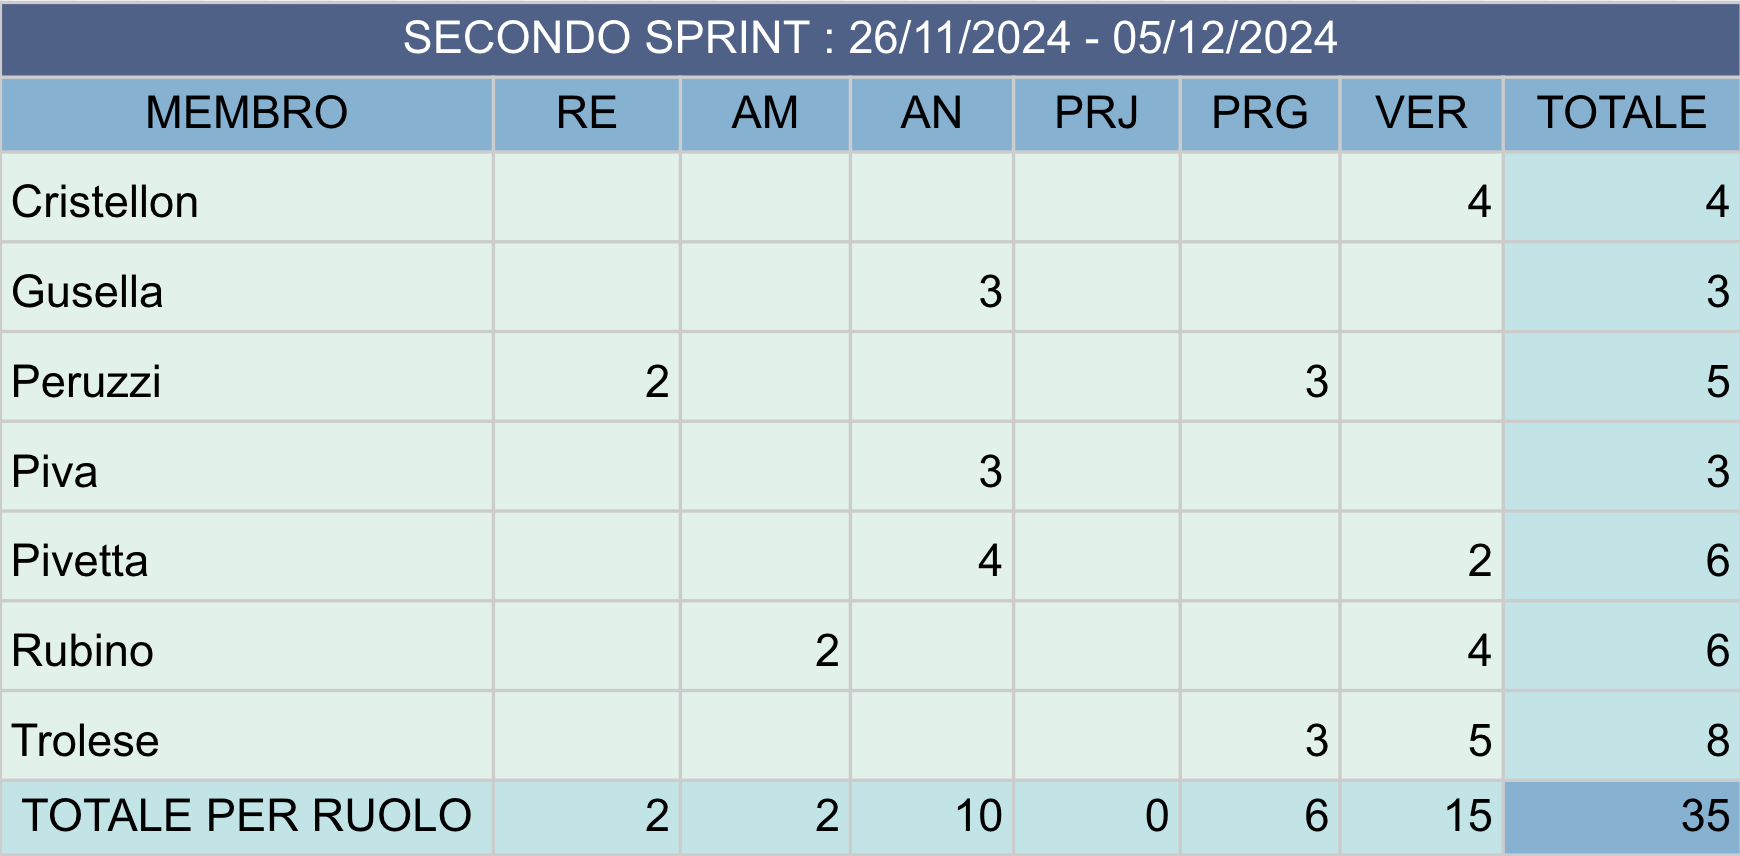 SECONDO SPRINT : 26/11/2024 - 05/12/2024
MEMBRO RE AM AN PRJ PRG VER TOTALE
Cristellon 4 4
Gusella 3 3
Peruzzi 2 3 5
Piva 3 3
Pivetta 4 2 6
Rubino 2 4 6
Trolese 3 5 8
TOTALE PER RUOLO 2 2 10 0 6 15 35